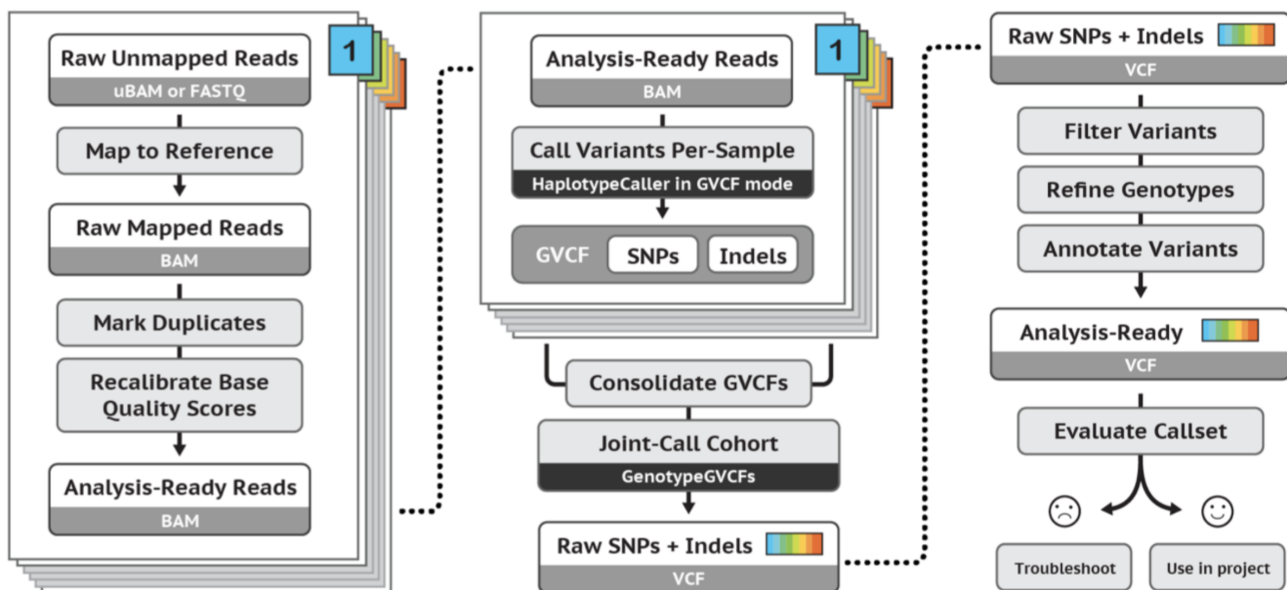 1
Raw Unmapped Reads
uBAM or FASTQ
Map to Reference
Raw Mapped Reads
BAM
Mark Duplicates
Recalibrate Base
Quality Scores
Analysis-Ready Reads
BAM
1
Analysis-Ready Reads
BAM
Call Variants Per-Sample
HaplotypeCaller in GVCF mode
GVCF SNPs Indels
Consolidate GVCFs
Joint-Call Cohort
GenotypeGVCFs
Raw SNPs + Indels
VCF
Raw SNPs + Indels
VCF
Filter Variants
Refine Genotypes
Annotate Variants
Analysis-Ready
VCF
Evaluate Callset
Troubleshoot
Use in project